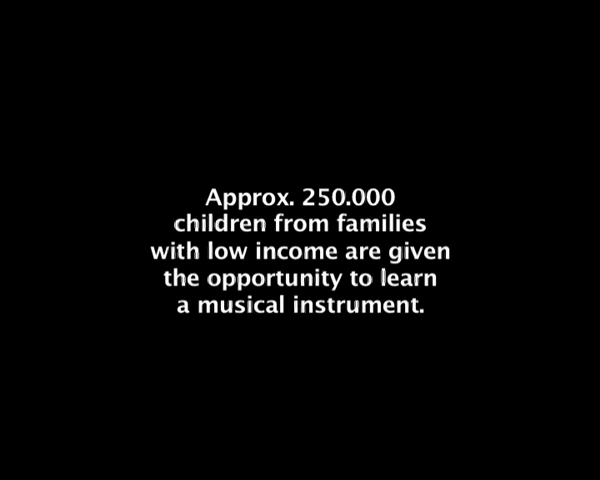 Approx. 250.000
children from families
with low income are given
the opportunity to learn
a musical instrument.